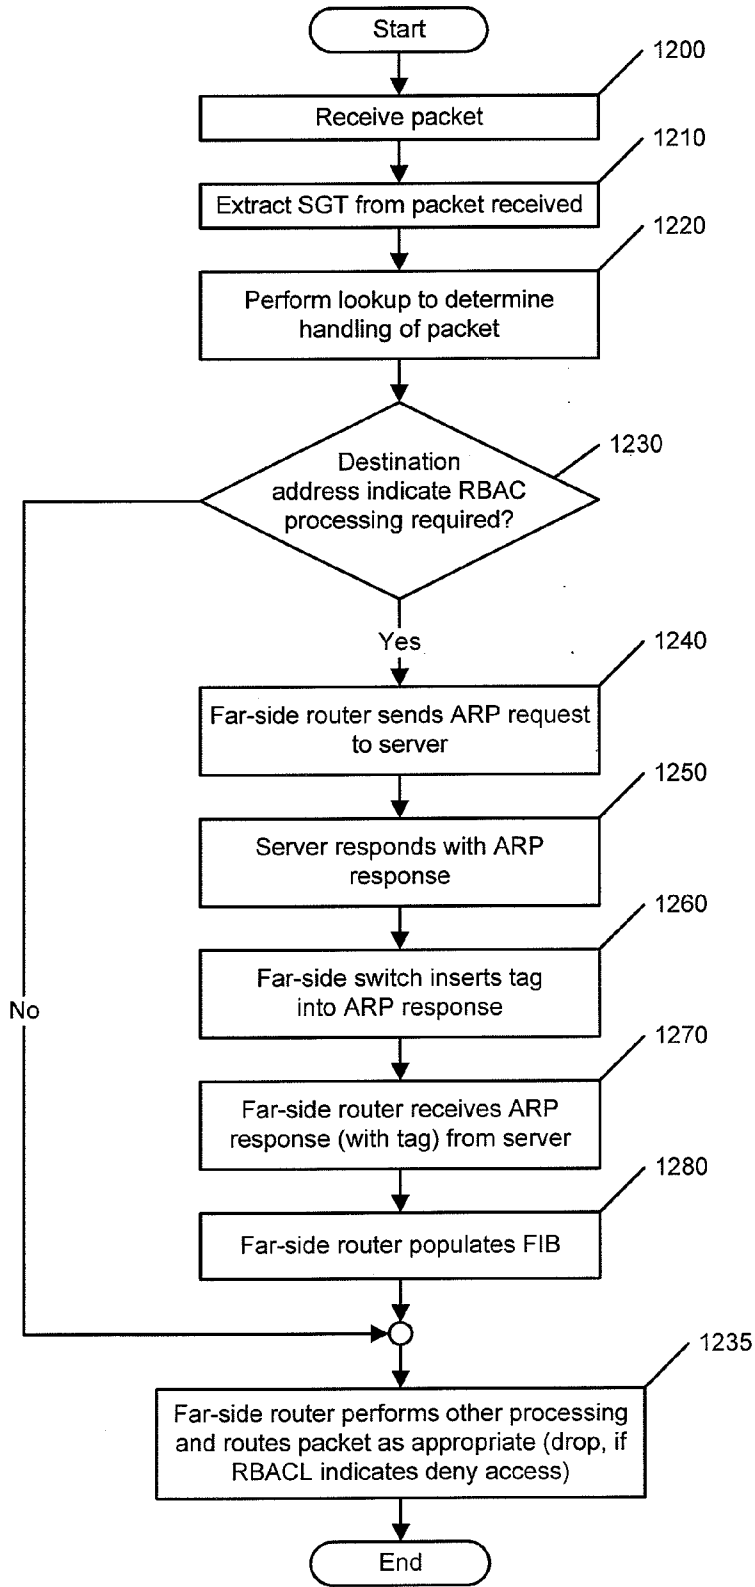 Start
1200
Receive packet
1210
Extract SGT from packet received
1220
Perform lookup to determine
handling of packet
1230
Destination
address indicate RBAC
processing required?
Yes
1240
Far-side router sends ARP request
to server
1250
Server responds with ARP
response
1260
Far-side switch inserts tag
into ARP response
No
1270
Far-side router receives ARP
response (with tag) from server
1280
Far-side router populates FIB
1235
Far-side router performs other processing
and routes packet as appropriate (drop, if
RBACL indicates deny access)
End